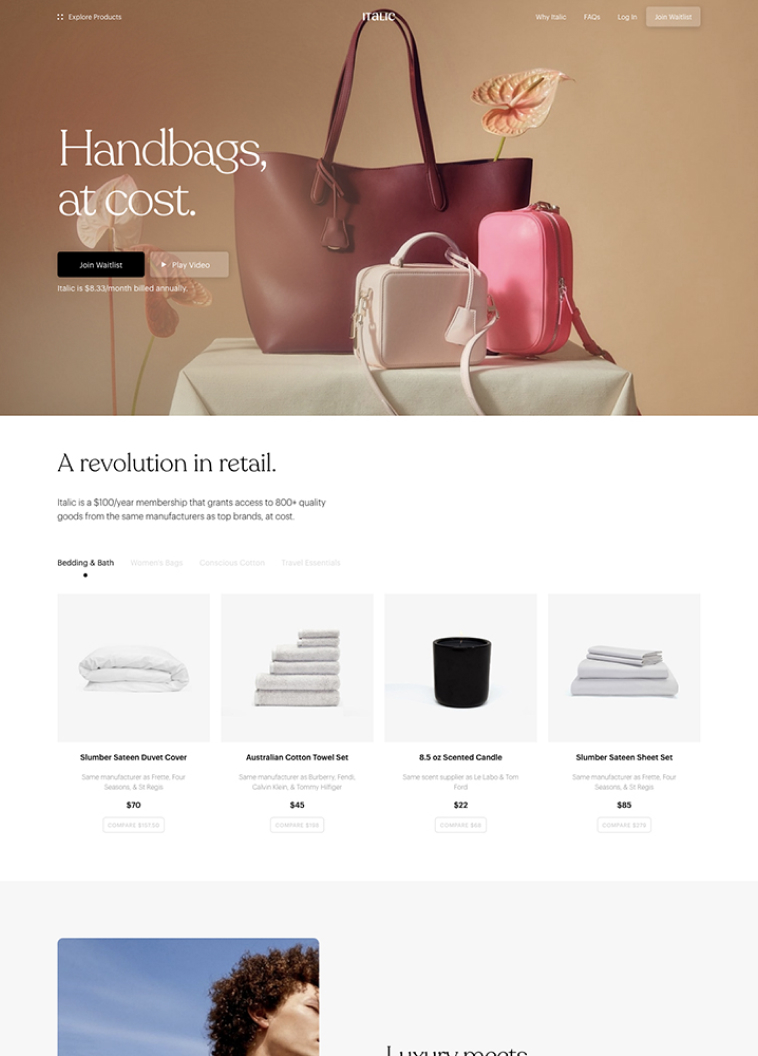 Explore Products
ITALIC
Why Italic
FAQs
Log In
Join Waitlist
Handbags,
at cost.
Join Waitlist
Play Video
Italic is $8.33/month billed annually.
A revolution in retail.
Italic is a $100/year membership that grants access to 800+ quality
goods from the same manufacturers as top brands, at cost.
Bedding & Bath
Women's Bags
Conscious Cotton
Travel Essentials
Slumber Sateen Duvet Cover
Same manufacturer as Frette, Four
Seasons, & St Regis
$70
Australian Cotton Towel Set
Same manufacturer as Burberry, Fendi,
Calvin Klein, & Tommy Hilfiger
$45
8.5 oz Scented Candle
Same scent supplier as Le Labo & Tom
Ford
$22
Slumber Sateen Sheet Set
Same manufacturer as Frette, Four
Seasons, & St Regis
$85
COMPARE
COMPARE
COMPARE
COMPARE
Luxury meets